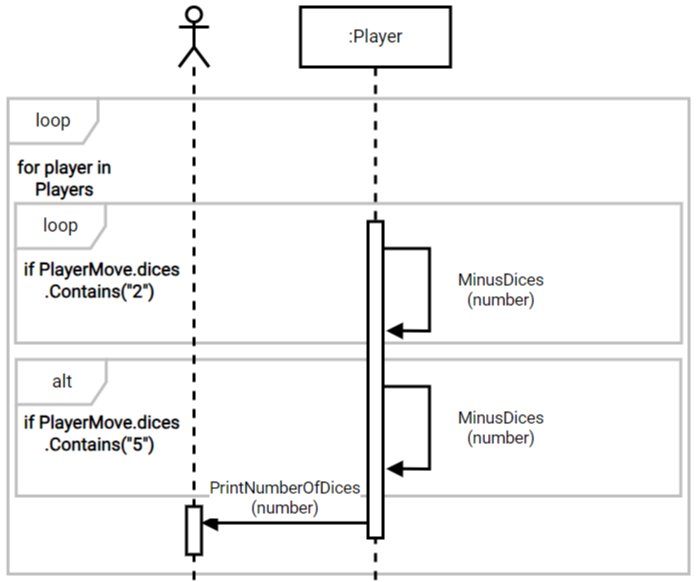 :Player
loop
for player in
Players
loop
if PlayerMove.dices
.Contains("2")
MinusDices
(number)
alt
if PlayerMove.dices
.Contains("5")
MinusDices
(number)
PrintNumberOfDices
(number)